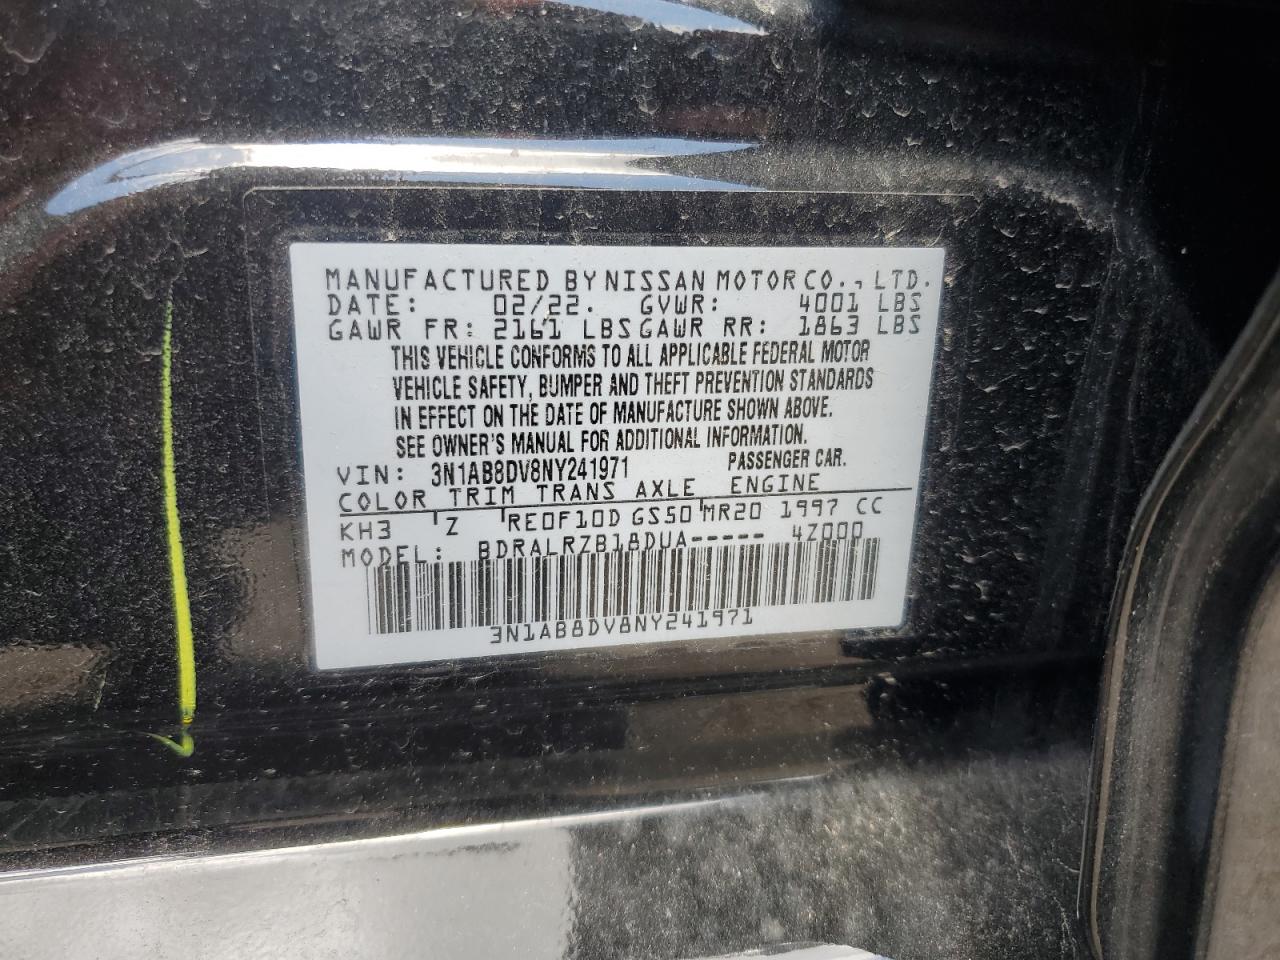 MANUFACTURED BY NISSAN MOTOR CO., LTD.
DATE: 02/22. GVWR: 4001 LBS
GAWR FR: 2161 LBS GAWR RR: 1863 LBS
THIS VEHICLE CONFORMS TO ALL APPLICABLE FEDERAL MOTOR
VEHICLE SAFETY, BUMPER AND THEFT PREVENTION STANDARDS
IN EFFECT ON THE DATE OF MANUFACTURE SHOWN ABOVE.
SEE OWNER'S MANUAL FOR ADDITIONAL INFORMATION.
VIN: 3N1AB8DV8NY241971 PASSENGER CAR.
COLOR TRIM TRANS AXLE ENGINE
KH3 Z RE0F10D GS50 MR20 1997 CC
MODEL: BDRALRZB18DUA----- 4Z000
3N1AB8DV8NY241971